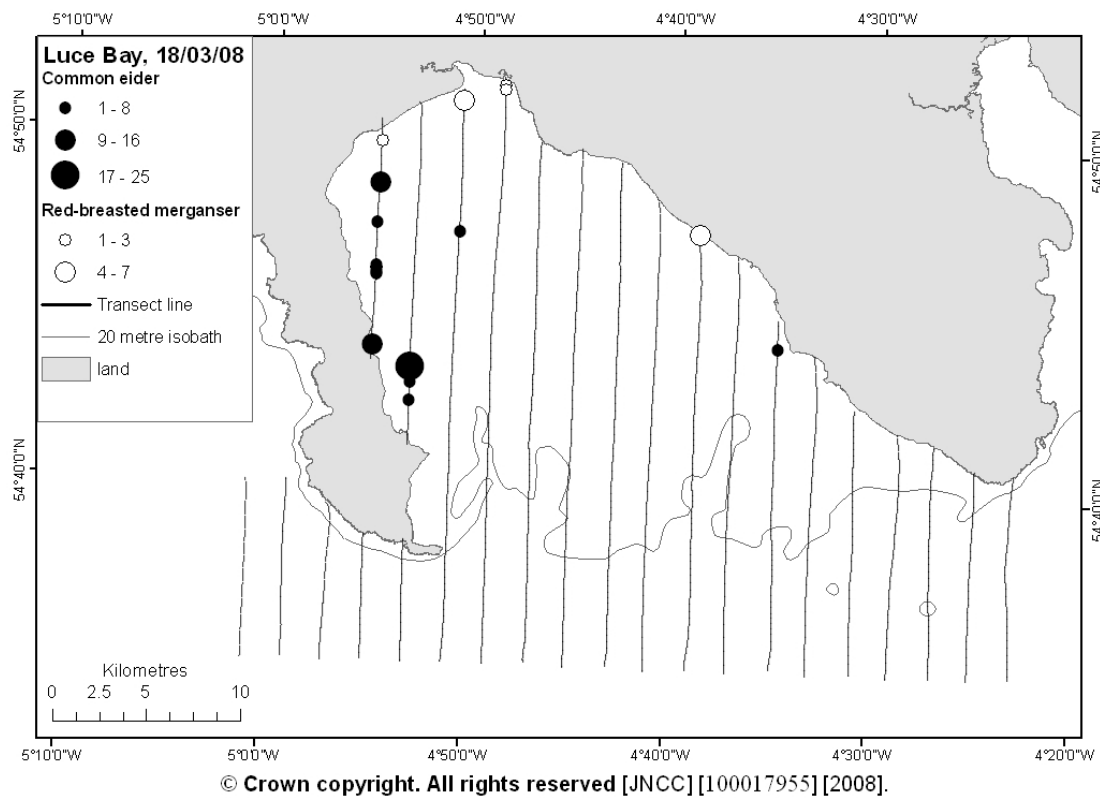 5°10'0"W 5°0'0"W 4°50'0"W 4°40'0"W 4°30'0"W
Luce Bay, 18/03/08
Common eider
1 - 8
9 - 16
17 - 25
Red-breasted merganser
1 - 3
4 - 7
Transect line
20 metre isobath
land
54°50'0"N
54°50'0"N
54°40'0"N
54°40'0"N
Kilometres
0 2.5 5 10
5°10'0"W 5°0'0"W 4°50'0"W 4°40'0"W 4°30'0"W 4°20'0"W
© Crown copyright. All rights reserved [JNCC] [100017955] [2008].